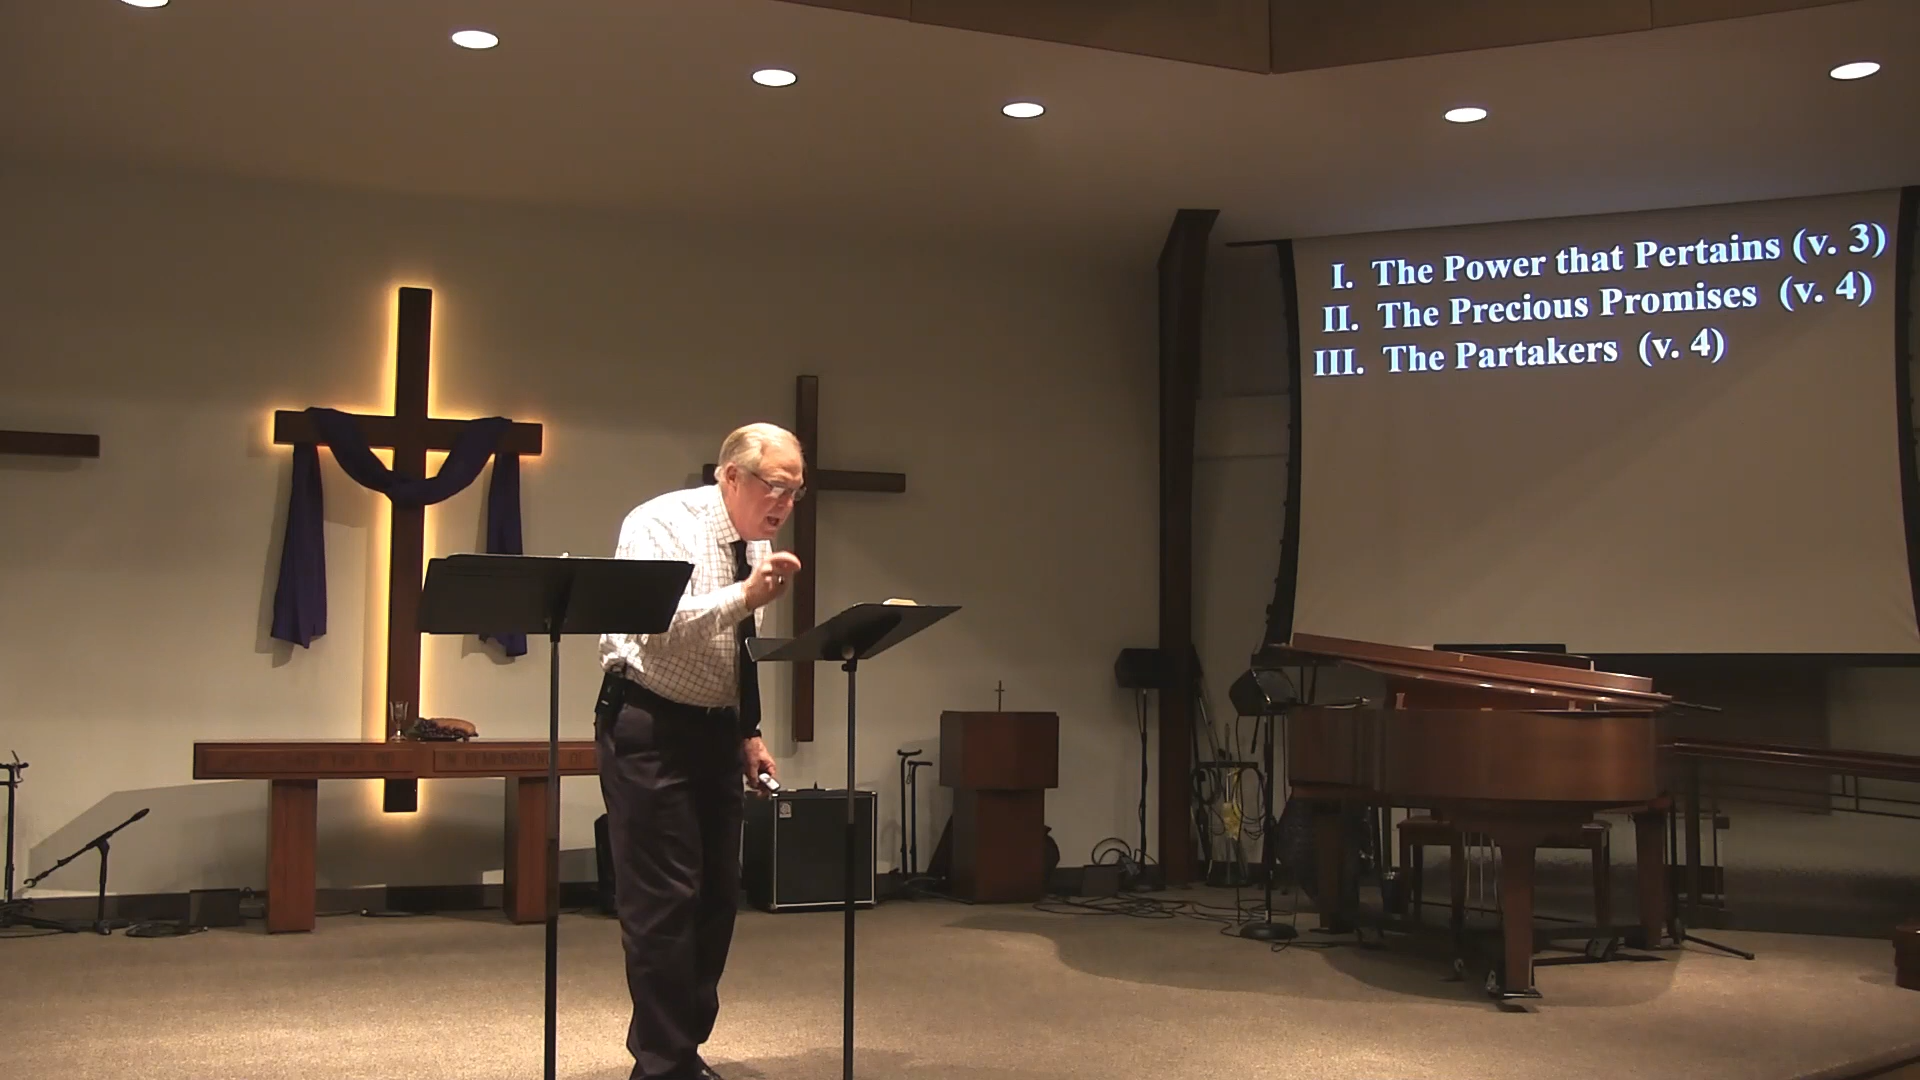 I. The Power that Pertains (v. 3)
II. The Precious Promises (v. 4)
III. The Partakers (v. 4)